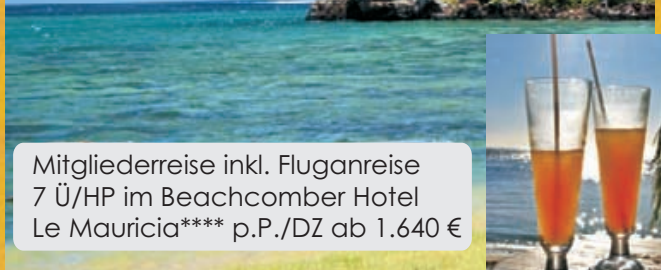 Mitgliederreise inkl. Fluganreise
7 Ü/HP im Beachcomber Hotel
Le Mauricia**** p.P./DZ ab 1.640 €